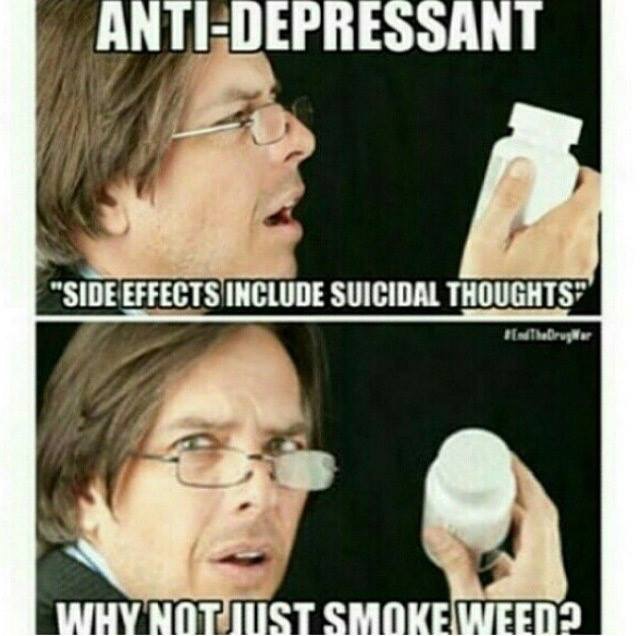 ANTI-DEPRESSANT
"SIDE EFFECTS INCLUDE SUICIDAL THOUGHTS"
#EndTheDrugWar
WHY NOT JUST SMOKE WEED?